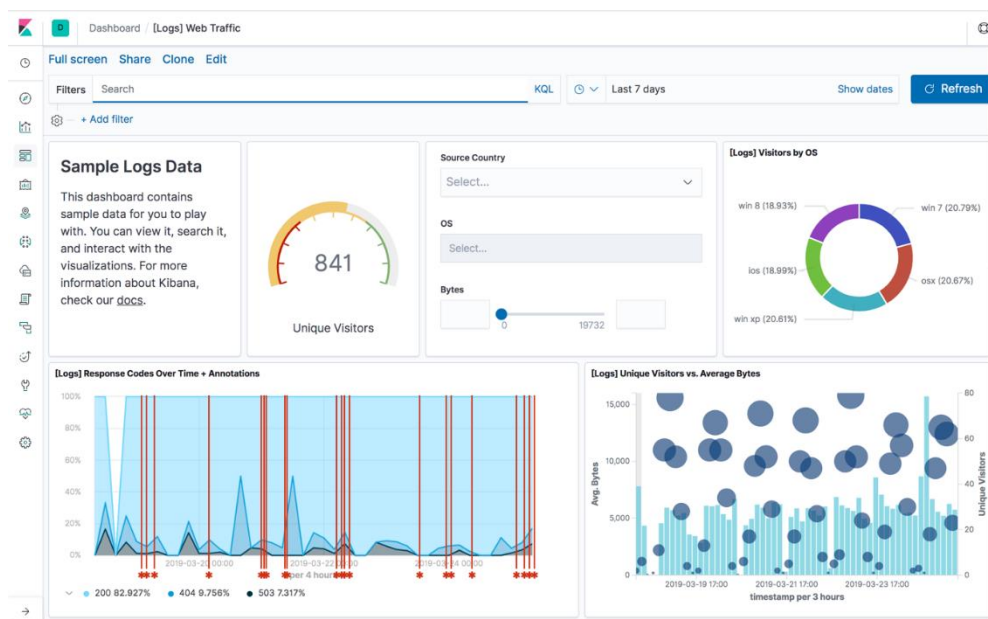 D
Dashboard / [Logs] Web Traffic
Full screen Share Clone Edit
Filters Search KQL Last 7 days Show dates Refresh
+ Add filter
Sample Logs Data
This dashboard contains
sample data for you to play
with. You can view it, search it,
and interact with the
visualizations. For more
information about Kibana,
check our docs.
841
Unique Visitors
Source Country
Select...
OS
Select...
Bytes
0 19732
[Logs] Visitors by OS
win 8 (18.93%)
win 7 (20.79%)
ios (18.99%)
osx (20.67%)
win xp (20.61%)
[Logs] Response Codes Over Time + Annotations
100%
80%
60%
40%
20%
0%
2019-03-20 00:00 2019-03-22 00:00 2019-03-24 00:00
per 4 hours
200 82.927% 404 9.756% 503 7.317%
[Logs] Unique Visitors vs. Average Bytes
15,000
10,000
5,000
0
Avg. Bytes
80
60
40
20
0
Unique Visitors
2019-03-19 17:00 2019-03-21 17:00 2019-03-23 17:00
timestamp per 3 hours